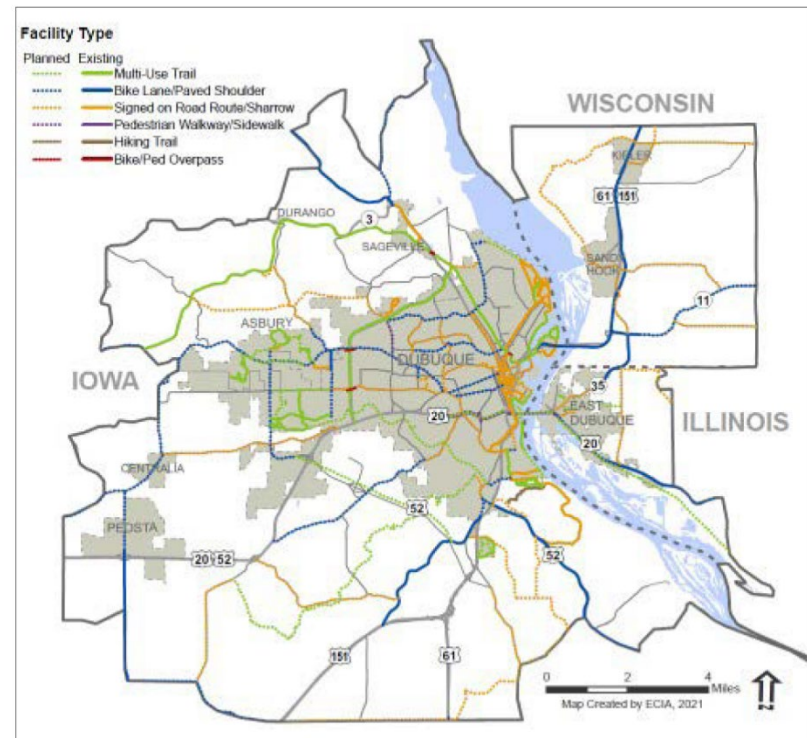 Facility Type
Planned Existing
Multi-Use Trail
Bike Lane/Paved Shoulder
Signed on Road Route/Sharrow
Pedestrian Walkway/Sidewalk
Hiking Trail
Bike/Ped Overpass
WISCONSIN
KIELER
61 151
DURANGO
3
SAGEVILLE
SANDY
HOOK
11
ASBURY
DUBUQUE
IOWA
35
20
EAST
DUBUQUE
ILLINOIS
20
CENTRALIA
52
PEOSTA
20 52
52
151
61
0 2 4
Miles
Map Created by ECIA, 2021
N